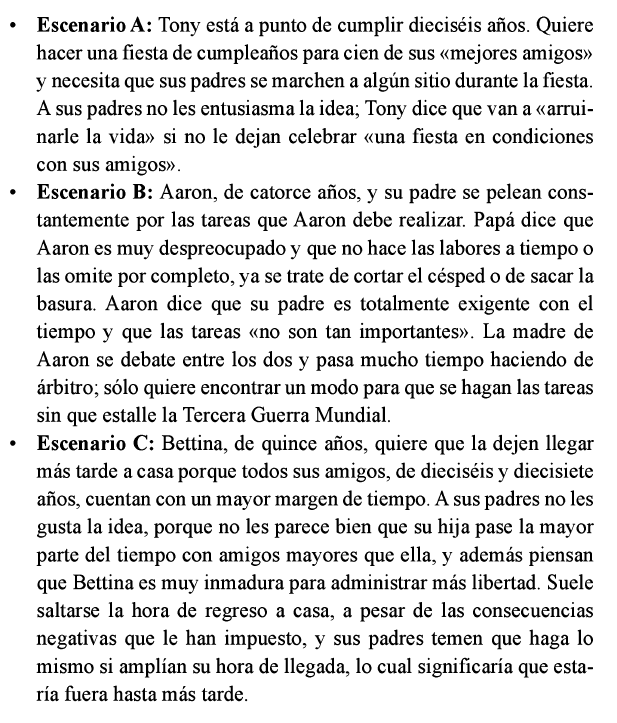 • Escenario A: Tony está a punto de cumplir dieciséis años. Quiere
hacer una fiesta de cumpleaños para cien de sus «mejores amigos»
y necesita que sus padres se marchen a algún sitio durante la fiesta.
A sus padres no les entusiasma la idea; Tony dice que van a «arrui-
narle la vida» si no le dejan celebrar «una fiesta en condiciones
con sus amigos».
• Escenario B: Aaron, de catorce años, y su padre se pelean cons-
tantemente por las tareas que Aaron debe realizar. Papá dice que
Aaron es muy despreocupado y que no hace las labores a tiempo o
las omite por completo, ya se trate de cortar el césped o de sacar la
basura. Aaron dice que su padre es totalmente exigente con el
tiempo y que las tareas «no son tan importantes». La madre de
Aaron se debate entre los dos y pasa mucho tiempo haciendo de
árbitro; sólo quiere encontrar un modo para que se hagan las tareas
sin que estalle la Tercera Guerra Mundial.
• Escenario C: Bettina, de quince años, quiere que la dejen llegar
más tarde a casa porque todos sus amigos, de dieciséis y diecisiete
años, cuentan con un mayor margen de tiempo. A sus padres no les
gusta la idea, porque no les parece bien que su hija pase la mayor
parte del tiempo con amigos mayores que ella, y además piensan
que Bettina es muy inmadura para administrar más libertad. Suele
saltarse la hora de regreso a casa, a pesar de las consecuencias
negativas que le han impuesto, y sus padres temen que haga lo
mismo si amplían su hora de llegada, lo cual significaría que esta-
ría fuera hasta más tarde.